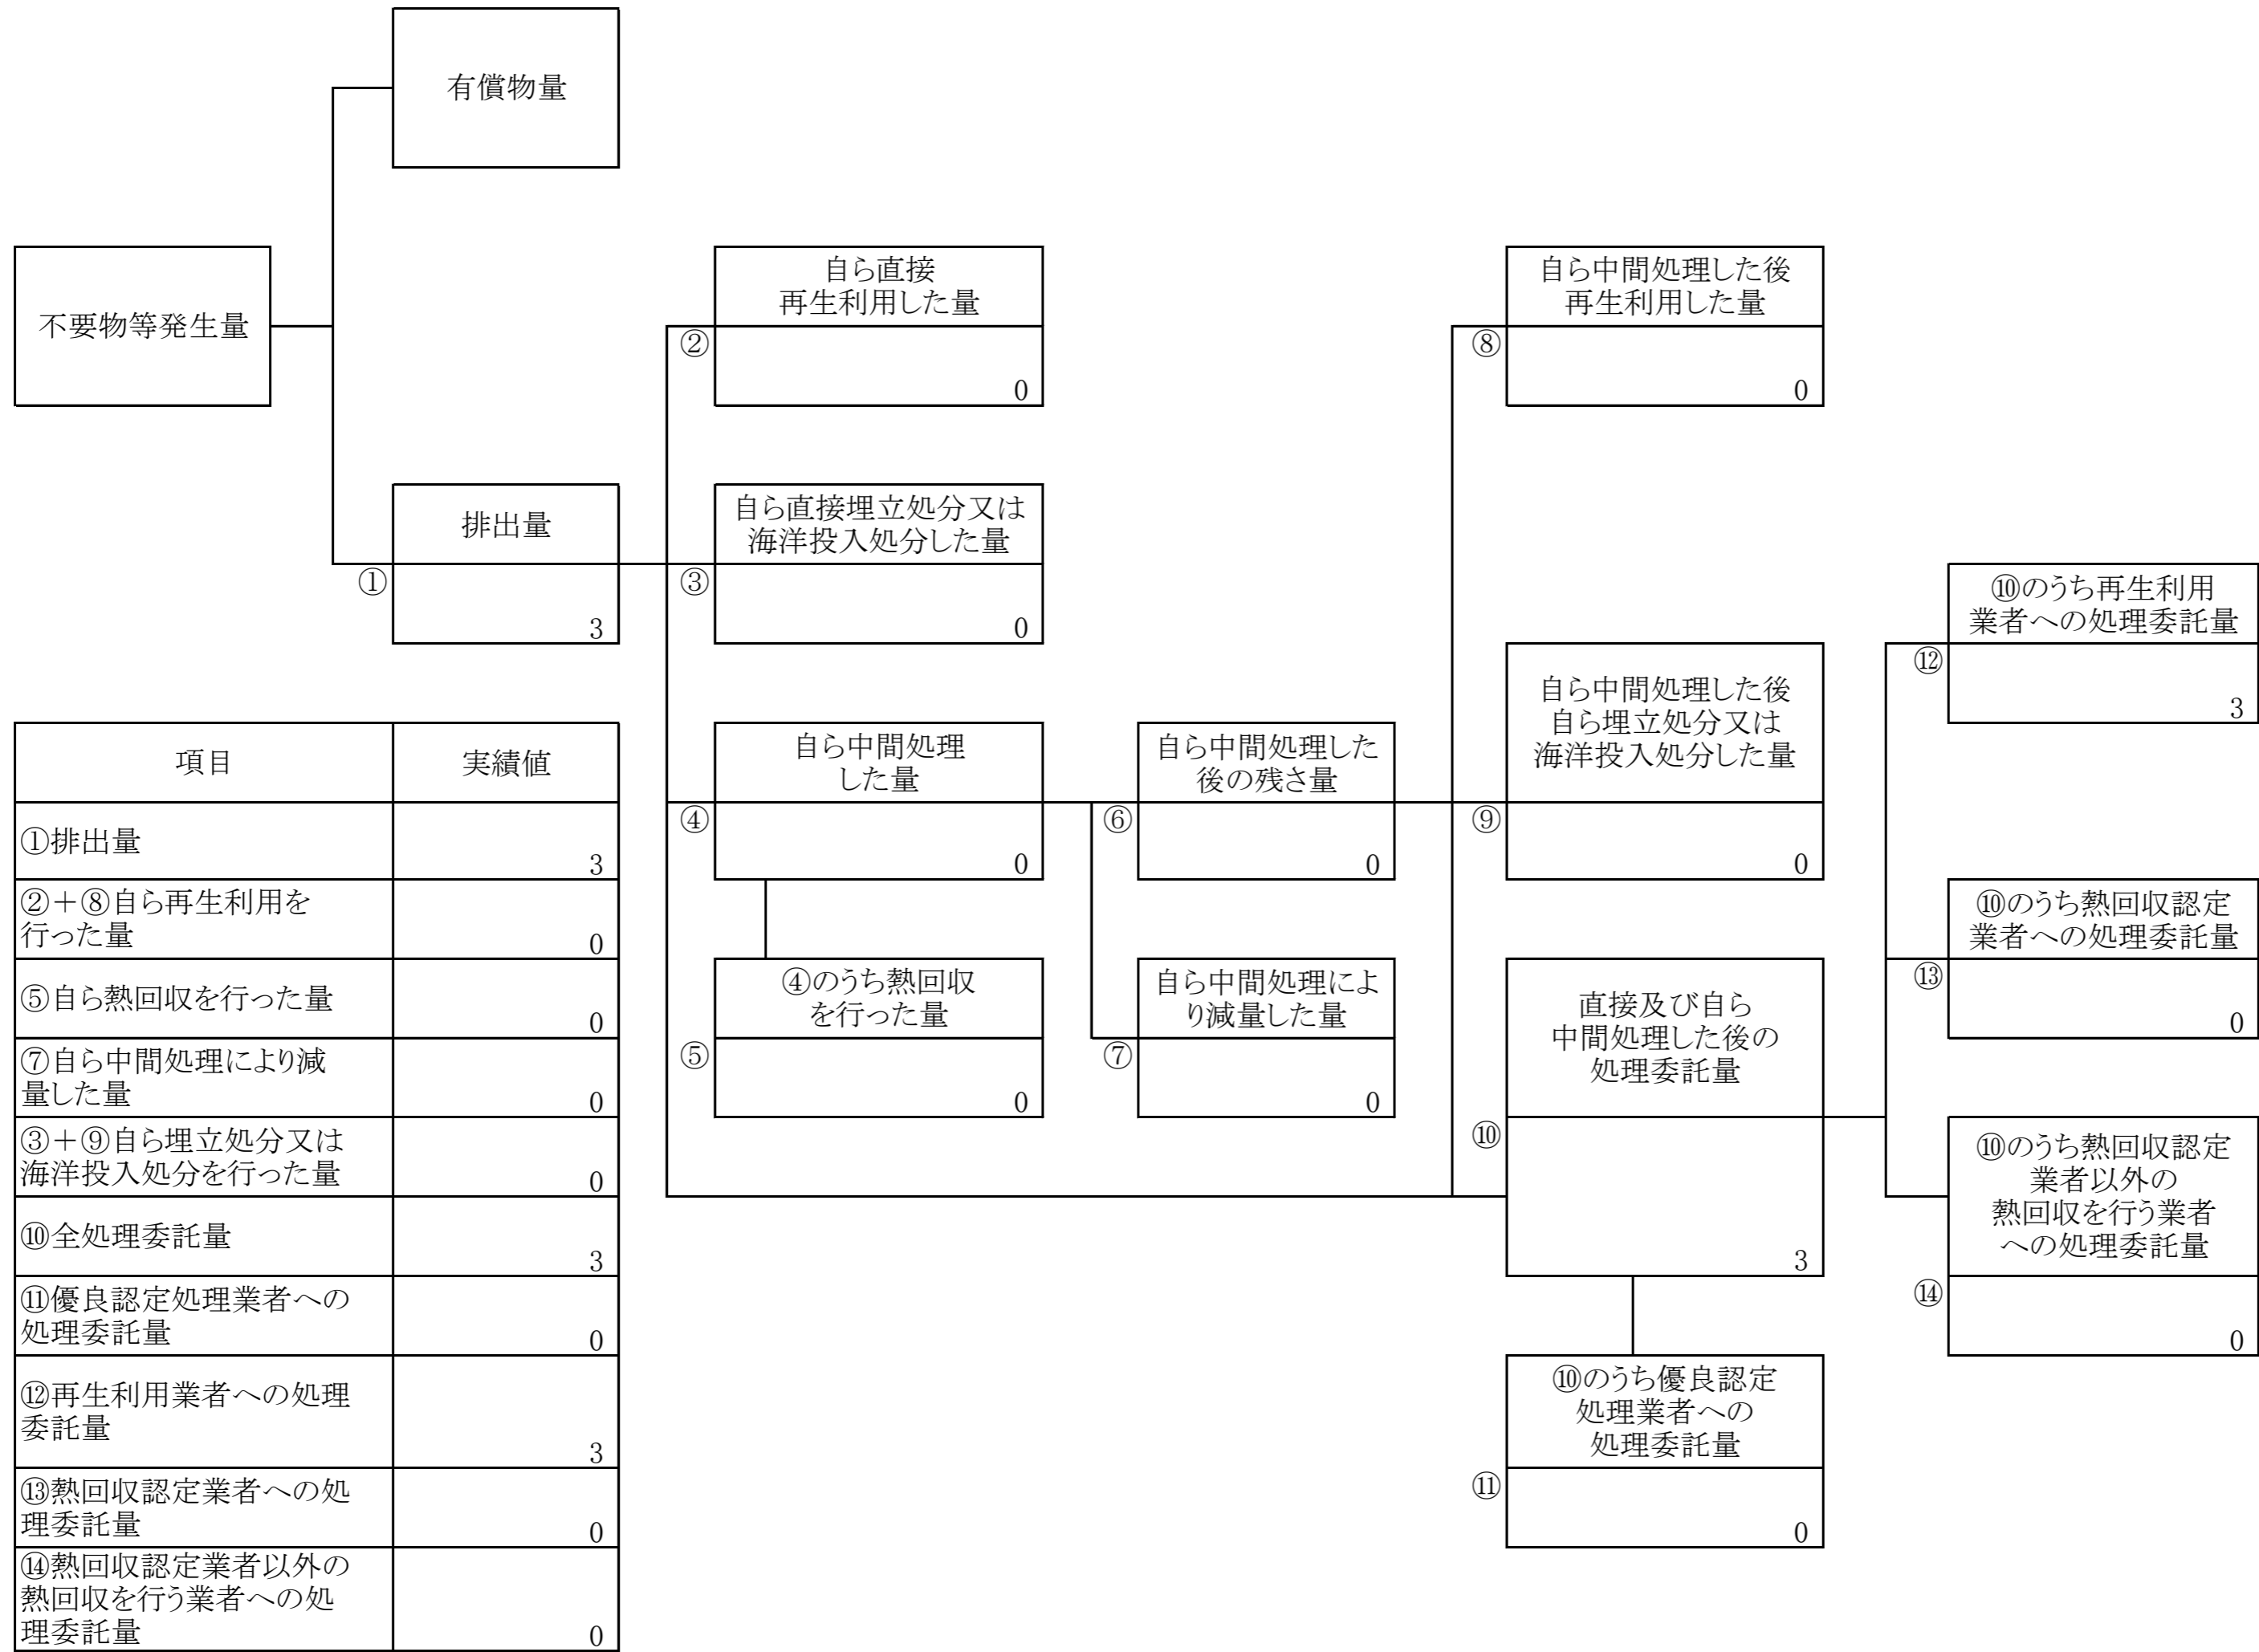 有償物量
不要物等発生量
自ら直接
再生利用した量
②
0
自ら中間処理した後
再生利用した量
⑧
0
排出量
①
3
自ら直接埋立処分又は
海洋投入処分した量
③
0
⑩のうち再生利用
業者への処理委託量
⑫
3
自ら中間処理
した量
④
0
自ら中間処理した
後の残さ量
⑥
0
自ら中間処理した後
自ら埋立処分又は
海洋投入処分した量
⑨
0
⑩のうち熱回収認定
業者への処理委託量
⑬
0
④のうち熱回収
を行った量
⑤
0
自ら中間処理によ
り減量した量
⑦
0
直接及び自ら
中間処理した後の
処理委託量
⑩
3
⑩のうち熱回収認定
業者以外の
熱回収を行う業者
への処理委託量
⑭
0
⑩のうち優良認定
処理業者への
処理委託量
⑪
0
項目
実績値
①排出量
3
②+⑧自ら再生利用を
行った量
0
⑤自ら熱回収を行った量
0
⑦自ら中間処理により減
量した量
0
③+⑨自ら埋立処分又は
海洋投入処分を行った量
0
⑩全処理委託量
3
⑪優良認定処理業者への
処理委託量
0
⑫再生利用業者への処理
委託量
3
⑬熱回収認定業者への処
理委託量
0
⑭熱回収認定業者以外の
熱回収を行う業者への処
理委託量
0